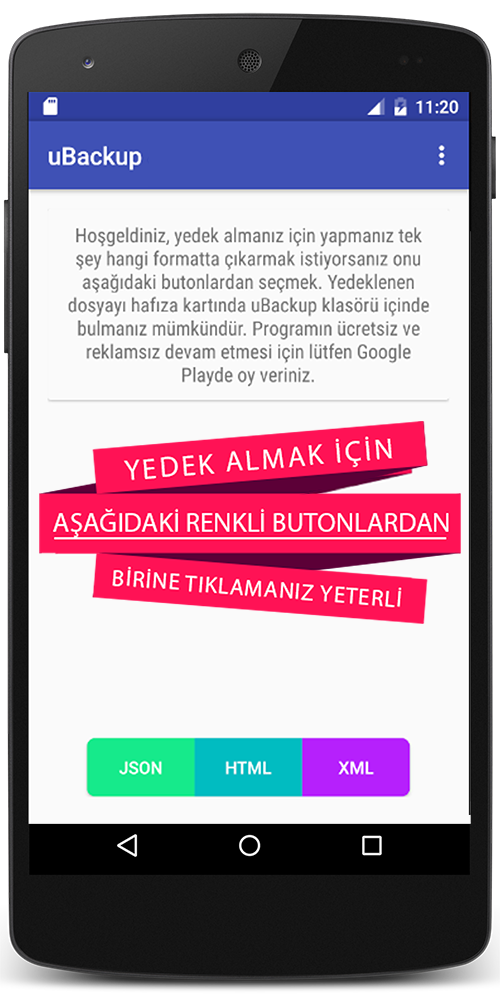 11:20
uBackup
Hoşgeldiniz, yedek almanız için yapmanız tek
şey hangi formatta çıkarmak istiyorsanız onu
aşağıdaki butonlardan seçmek. Yedeklenen
dosyayı hafıza kartında uBackup klasörü içinde
bulmanız mümkündür. Programın ücretsiz ve
reklamsız devam etmesi için lütfen Google
Playde oy veriniz.
YEDEK ALMAK İÇİN
AŞAĞIDAKİ RENKLİ BUTONLARDAN
BİRİNE TIKLAMANIZ YETERLİ
JSON HTML XML